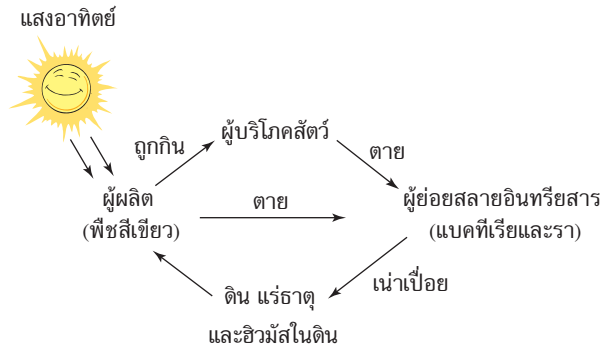 แสงอาทิตย์
ถูกกิน
ผู้บริโภคสัตว์
ตาย
ผู้ผลิต
(พืชสีเขียว)
ตาย
ผู้ย่อยสลายอินทรียสาร
(แบคทีเรียและรา)
เน่าเปื่อย
ดิน แร่ธาตุ
และฮิวมัสในดิน